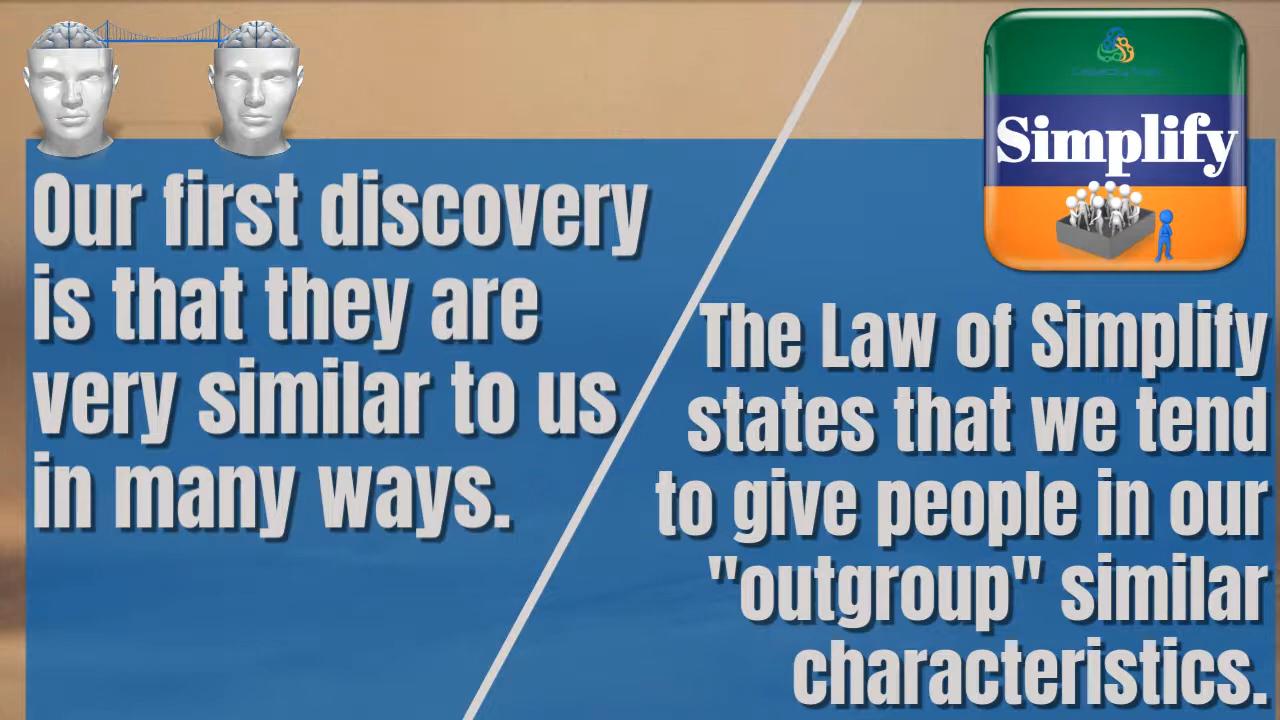 Our first discovery
is that they are
very similar to us
in many ways.
Simplify
The Law of Simplify
states that we tend
to give people in our
"outgroup" similar
characteristics.